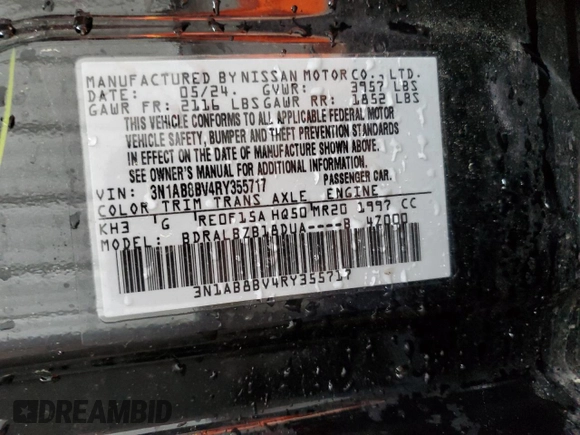 MANUFACTURED BY NISSAN MOTOR CO., LTD.
DATE: 05/24. GVWR: 3957 LBS
GAWR FR: 2116 LBS GAWR RR: 1852 LBS
THIS VEHICLE CONFORMS TO ALL APPLICABLE FEDERAL MOTOR
VEHICLE SAFETY, BUMPER AND THEFT PREVENTION STANDARDS
IN EFFECT ON THE DATE OF MANUFACTURE SHOWN ABOVE.
SEE OWNER'S MANUAL FOR ADDITIONAL INFORMATION.
VIN: 3N1AB8BV4RY355717 PASSENGER CAR.
COLOR TRIM TRANS AXLE ENGINE
KH3 G RE0F15A HQ50 MR20 1997 CC
MODEL: BDRALBZB18DUA----B 47000
3N1AB8BV4RY355717
DREAMBID